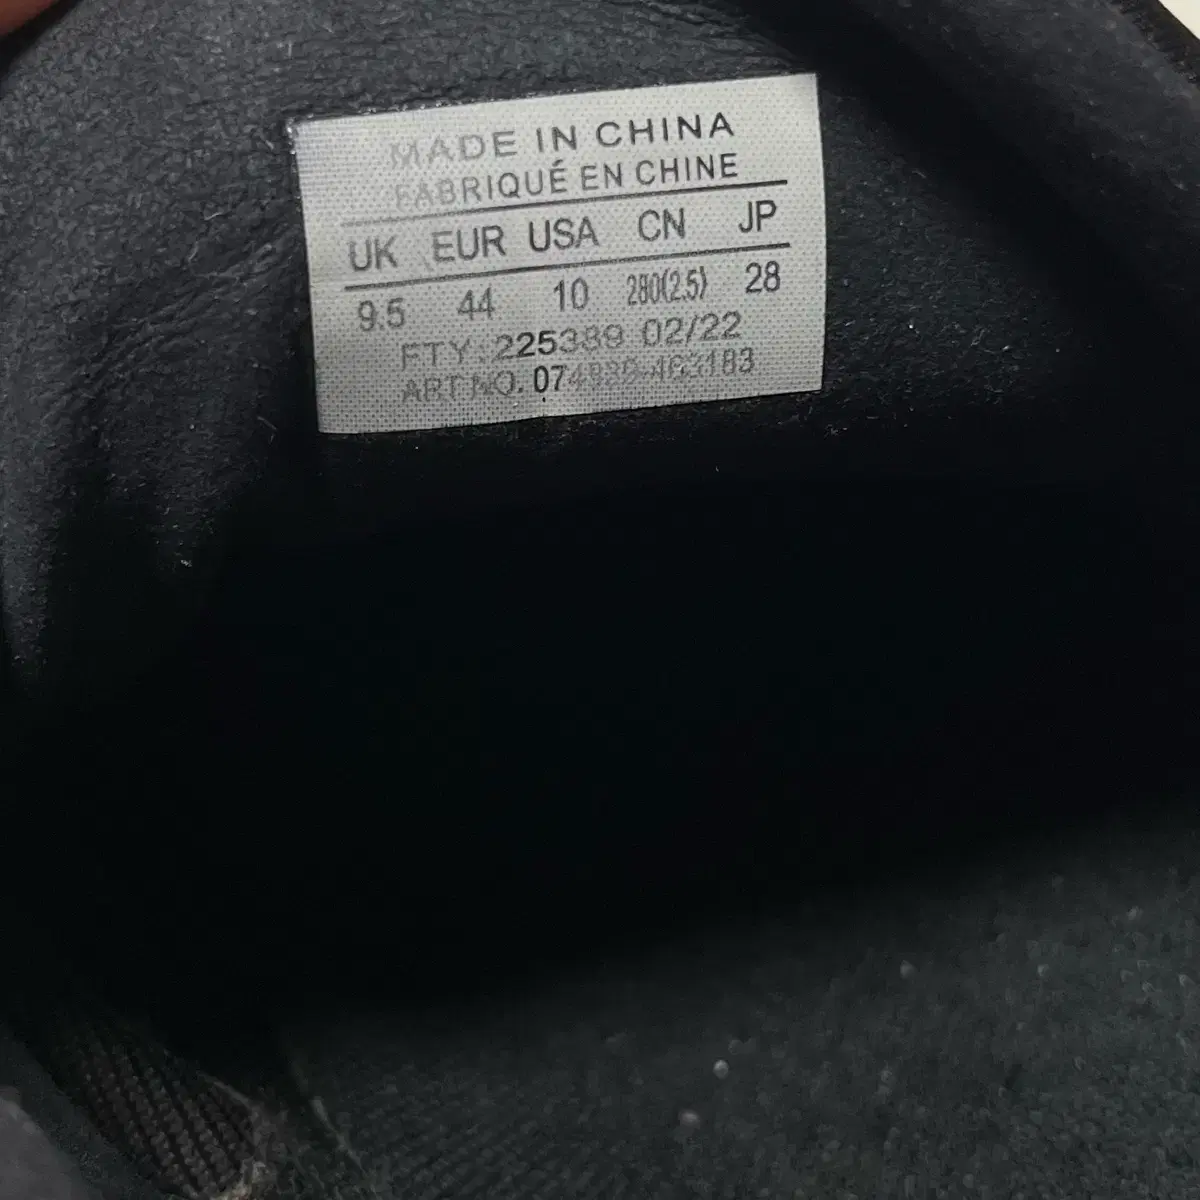 MADE IN CHINA
FABRIQUÉ EN CHINE
UK EUR USA CN JP
9.5 44 10 280(2.5) 28
FTY.:225389 02/22
ART NO.